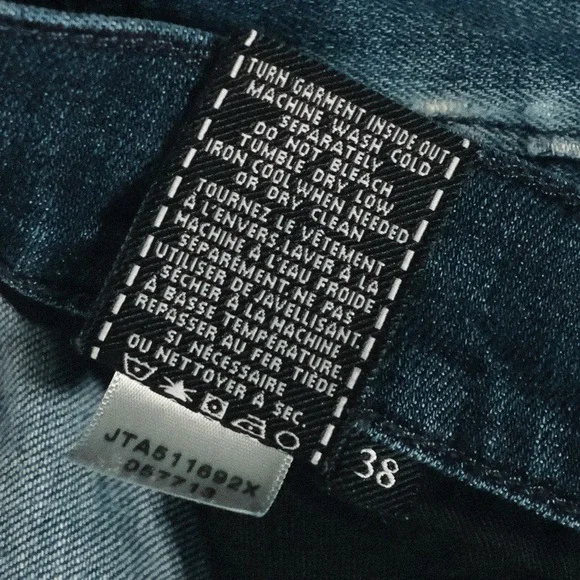 TURN GARMENT INSIDE OUT
MACHINE WASH COLD
SEPARATELY
DO NOT BLEACH
TUMBLE DRY LOW
IRON COOL WHEN NEEDED
OR DRY CLEAN
TOURNEZ LE VÊTEMENT
À L'ENVERS, LAVER À LA
MACHINE À L'EAU FROIDE
SÉPARÉMENT NE PAS
UTILISER DE JAVELLISANT.
SÉCHER À LA MACHINE
À BASSE TEMPÉRATURE.
REPASSER AU FER TIÈDE
SI NÉCESSAIRE
OU NETTOYER À SEC.
38
JTA511692X
057713